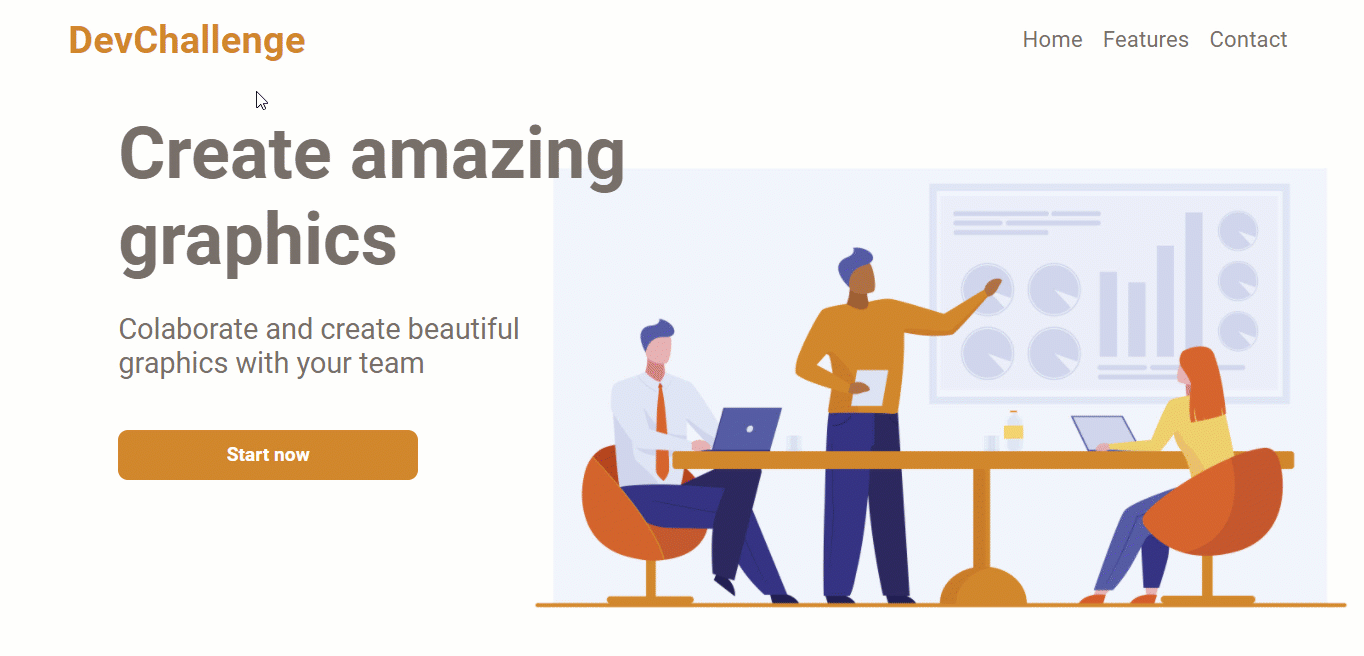 DevChallenge
Home Features Contact
Create amazing
graphics
Colaborate and create beautiful
graphics with your team
Start now